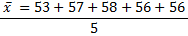 x̄ = 53 + 57 + 58 + 56 + 56
5